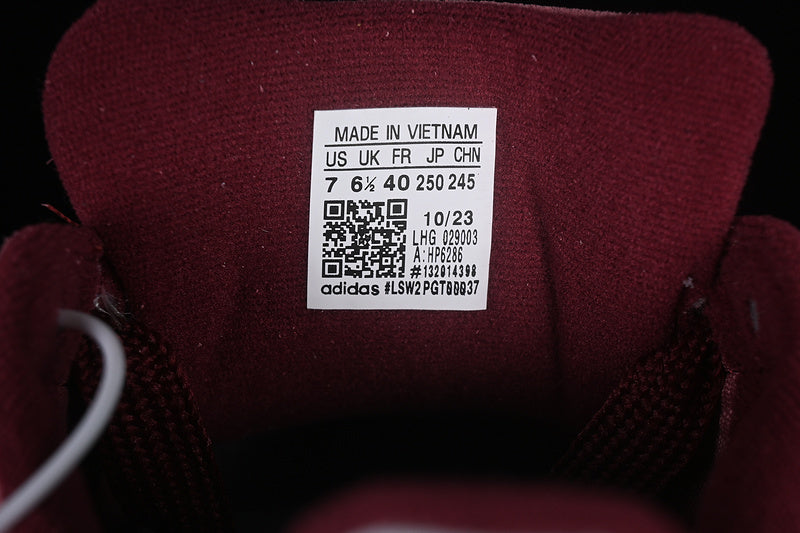 MADE IN VIETNAM
US UK FR JP CHN
7 6½ 40 250 245
10/23
LHG 029003
A:HP6286
#132014398
adidas #LSW2PGT00037